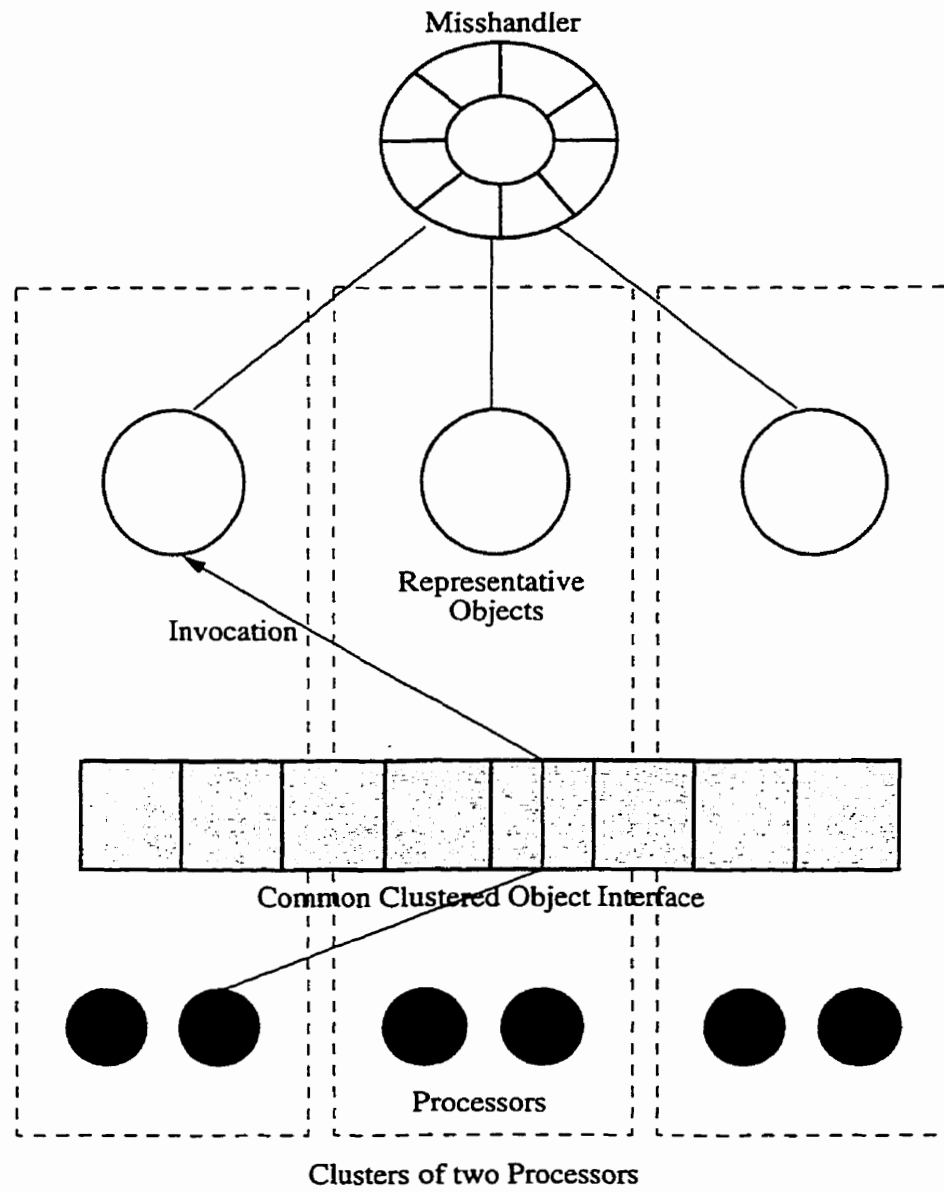 Misshandler
Representative
Objects
Invocation
Common Clustered Object Interface
Processors
Clusters of two Processors